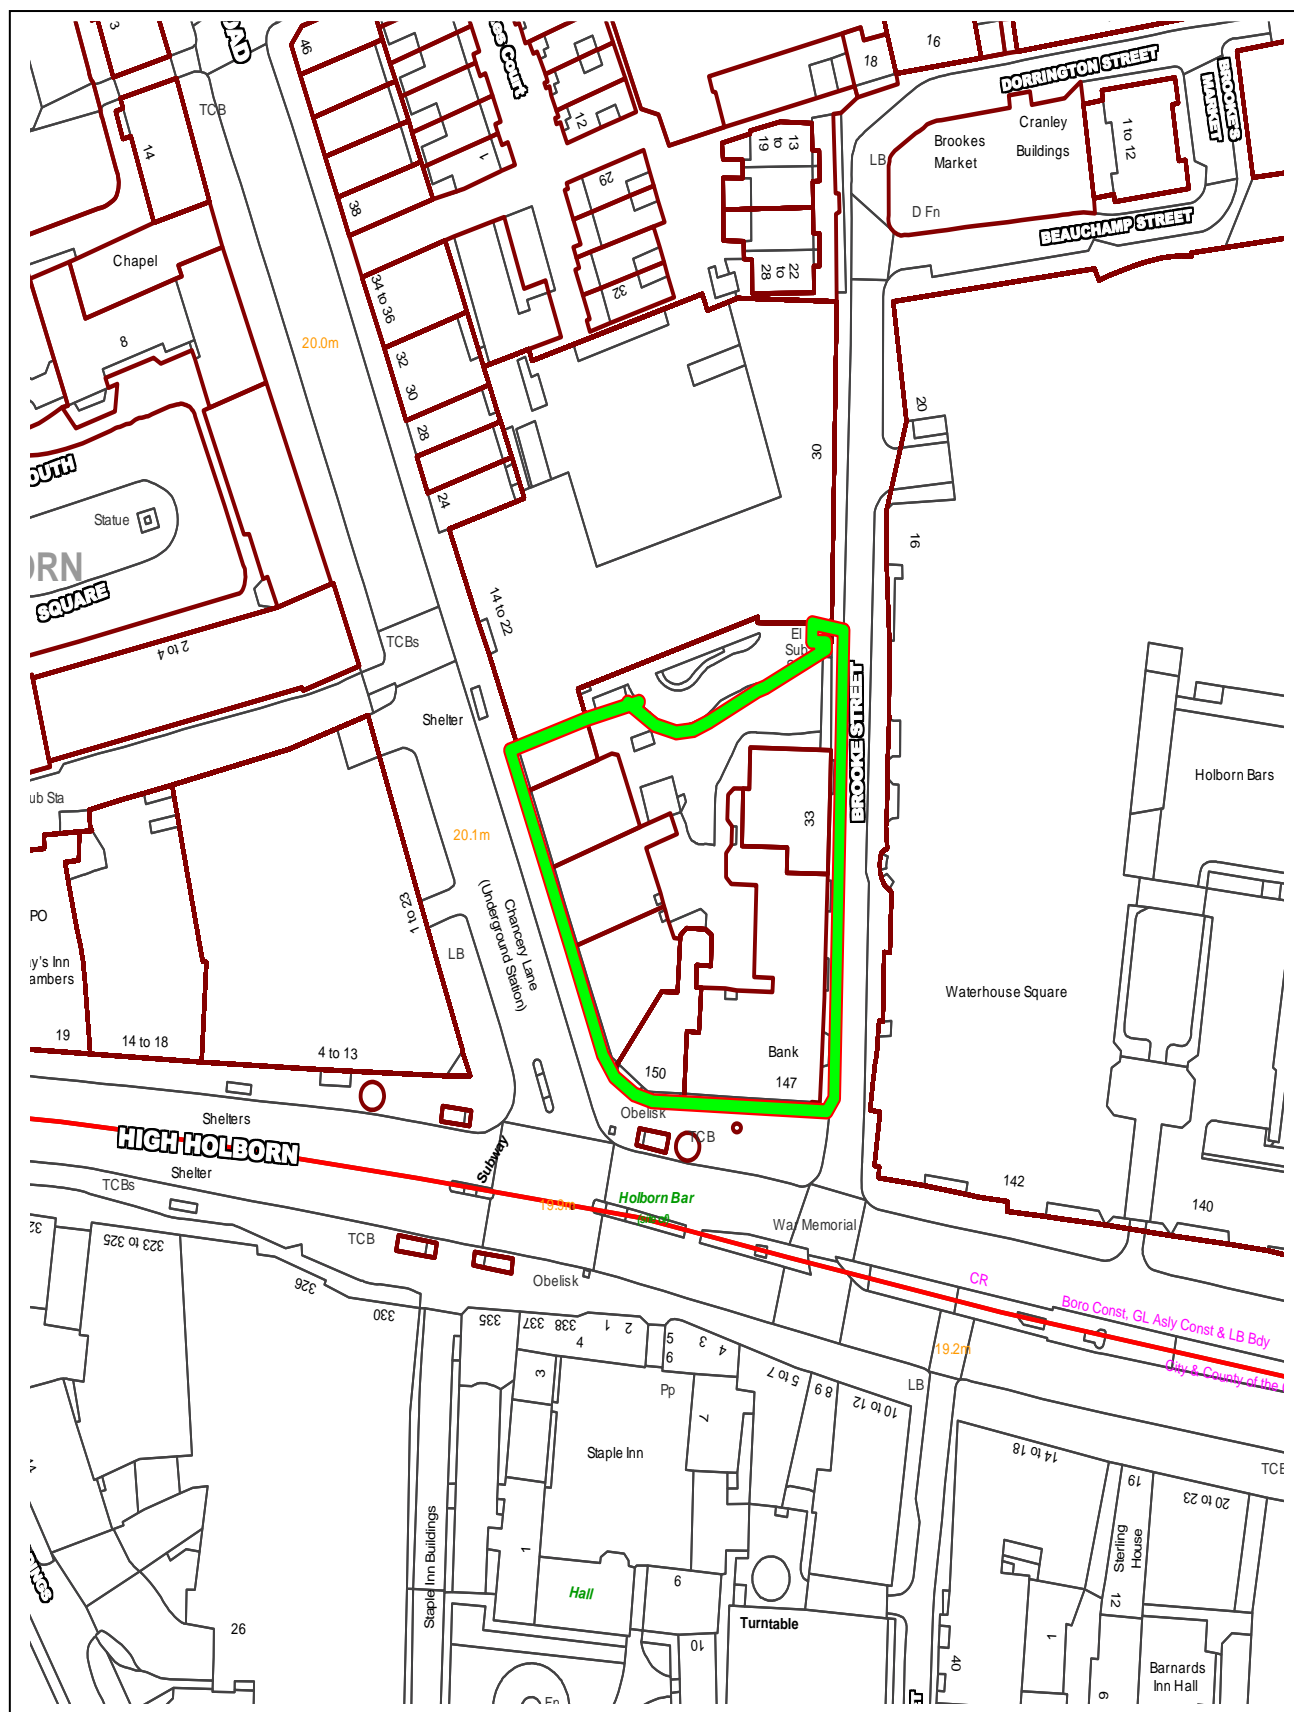 46
TCB
14
38
1
12
29
32
34 to 36
32
30
28
24
Chapel
8
20.0m
16
18
DORRINGTON STREET
BROOKE'S
MARKET
Brookes
Market
Cranley
Buildings
1 to 12
LB
D Fn
BEAUCHAMP STREET
13
to
19
22
to
28
20
30
16
Statue
SQUARE
2 to 4
TCBs
14 to 22
Shelter
El
Sub
BROOKE STREET
Holborn Bars
20.1m
33
1 to 23
LB
Chancery Lane
(Underground Station)
Waterhouse Square
19
14 to 18
4 to 13
150
Bank
147
Obelisk
TCB
Shelters
HIGH HOLBORN
Shelter
TCBs
Subway
19.9m
Holborn Bar
War Memorial
142
140
TCB
323 to 325
326
330
Obelisk
335
337
338
1
2
4
3
5
6
3
4
5 to 7
8 9
10 to 12
LB
19.2m
CR
Boro Const, GL Asly Const & LB Bdy
City & County of the
Pp
7
Staple Inn
14 to 18
19
20 to 23
Sterling
House
12
Staple Inn Buildings
1
Hall
9
10
Turntable
26
40
1
Barnards
Inn Hall